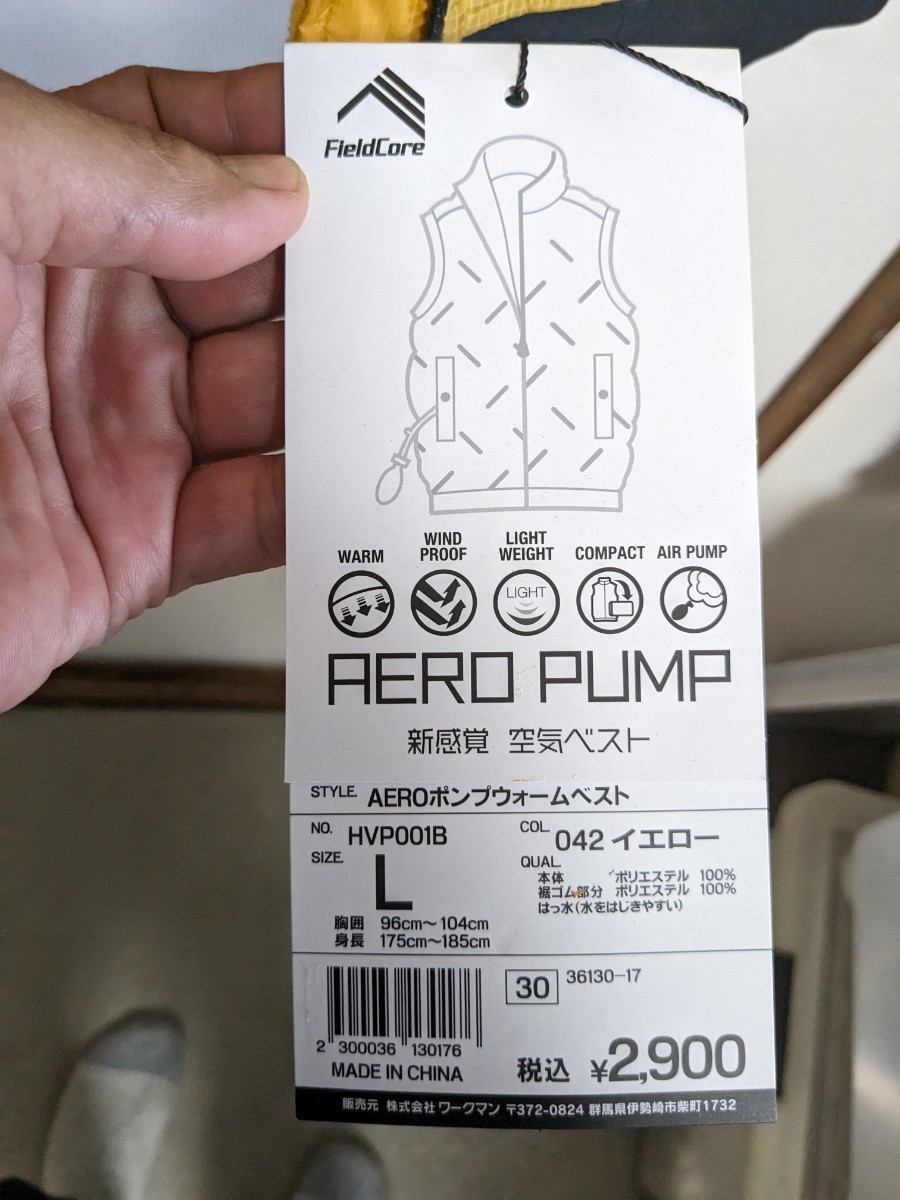 FieldCore
WARM
WIND
PROOF
LIGHT
WEIGHT
COMPACT
AIR PUMP
LIGHT
AERO PUMP
新感覚 空気ベスト
STYLE. AEROポンプウォームベスト
NO. HVP001B
COL. 042 イエロー
SIZE. L
QUAL.
本体 ポリエステル 100%
裾ゴム部分 ポリエステル 100%
はっ水(水をはじきやすい)
胸囲 96cm〜104cm
身長 175cm〜185cm
30 36130-17
2 300036 130176
MADE IN CHINA
税込 ¥2,900
販売元 株式会社 ワークマン 〒372-0824 群馬県伊勢崎市柴町1732